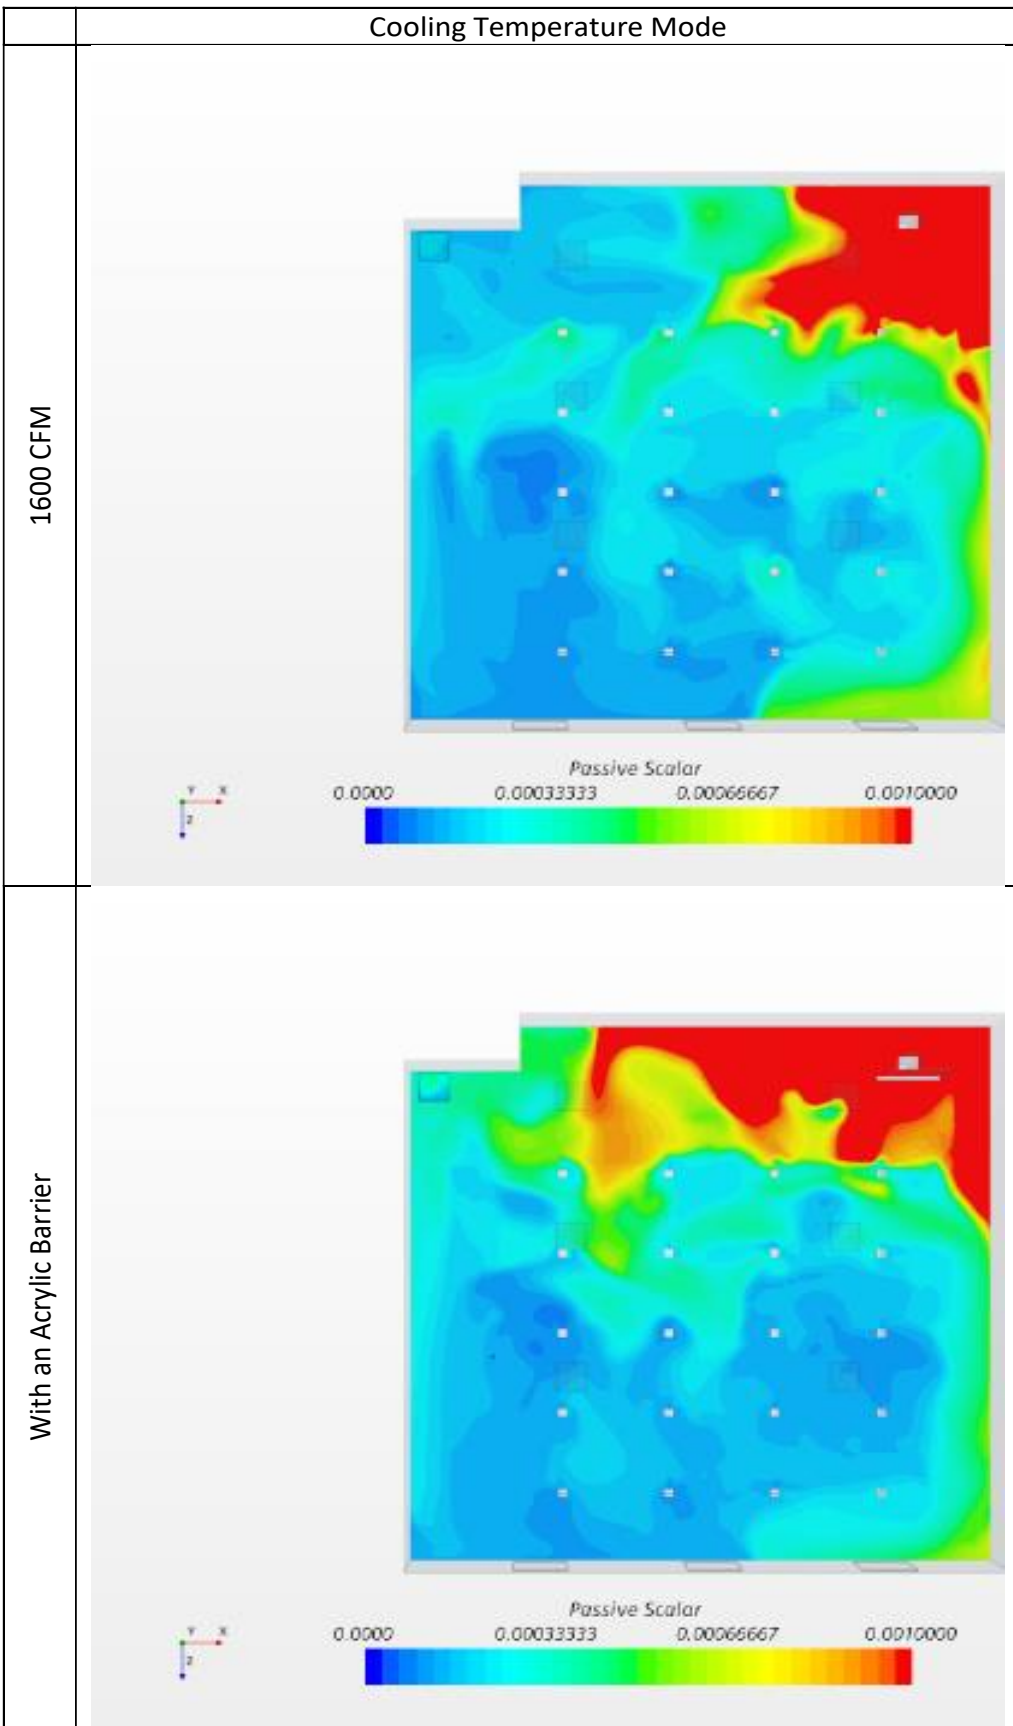 Cooling Temperature Mode
1600 CFM
Passive Scalar
0.0000 0.00033333 0.00066667 0.0010000
Y X
Z
With an Acrylic Barrier
Passive Scalar
0.0000 0.00033333 0.00066667 0.0010000
Y X
Z